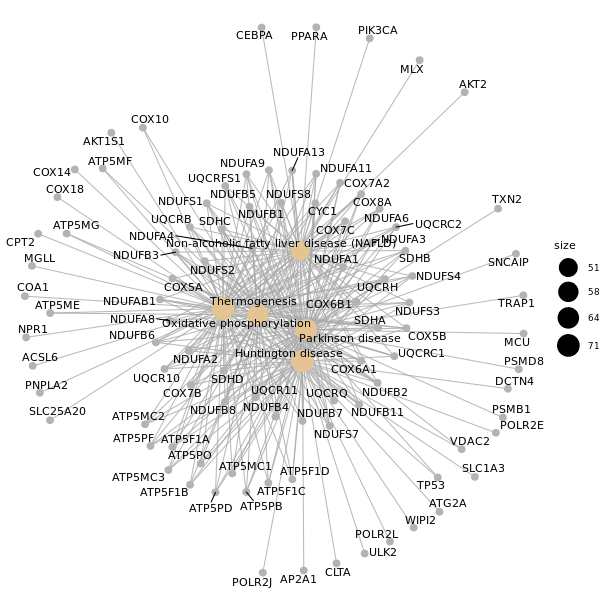 CEBPA
PPARA
PIK3CA
MLX
AKT2
COX10
AKT1S1
ATP5MF
NDUFA13
NDUFA9
NDUFA11
COX14
UQCRFS1
COX7A2
COX18
NDUFS1
NDUFB5
NDUFS8
COX8A
TXN2
UQCRB
SDHC
NDUFB1
CYC1
NDUFA6
UQCRC2
ATP5MG
COX7C
CPT2
NDUFA4
Non-alcoholic fatty liver disease (NAFLD)
NDUFA3
MGLL
NDUFB3
NDUFA1
SDHB
SNCAIP
NDUFS2
NDUFS4
COA1
COX5A
UQCRH
ATP5ME
NDUFAB1
Thermogenesis
COX6B1
TRAP1
NDUFS3
NPR1
NDUFA8
Oxidative phosphorylation
SDHA
NDUFB6
Parkinson disease
COX5B
MCU
ACSL6
NDUFA2
Huntington disease
UQCRC1
PSMD8
PNPLA2
UQCR10
SDHD
COX6A1
DCTN4
COX7B
UQCR11
UQCRQ
NDUFB2
SLC25A20
ATP5MC2
NDUFB8
NDUFB4
NDUFB7
NDUFB11
PSMB1
ATP5PF
ATP5F1A
NDUFS7
POLR2E
ATP5PO
VDAC2
ATP5MC3
ATP5MC1
ATP5F1D
SLC1A3
ATP5F1B
ATP5F1C
TP53
ATP5PD
ATP5PB
ATG2A
WIPI2
POLR2L
ULK2
POLR2J
AP2A1
CLTA
size
51
58
64
71